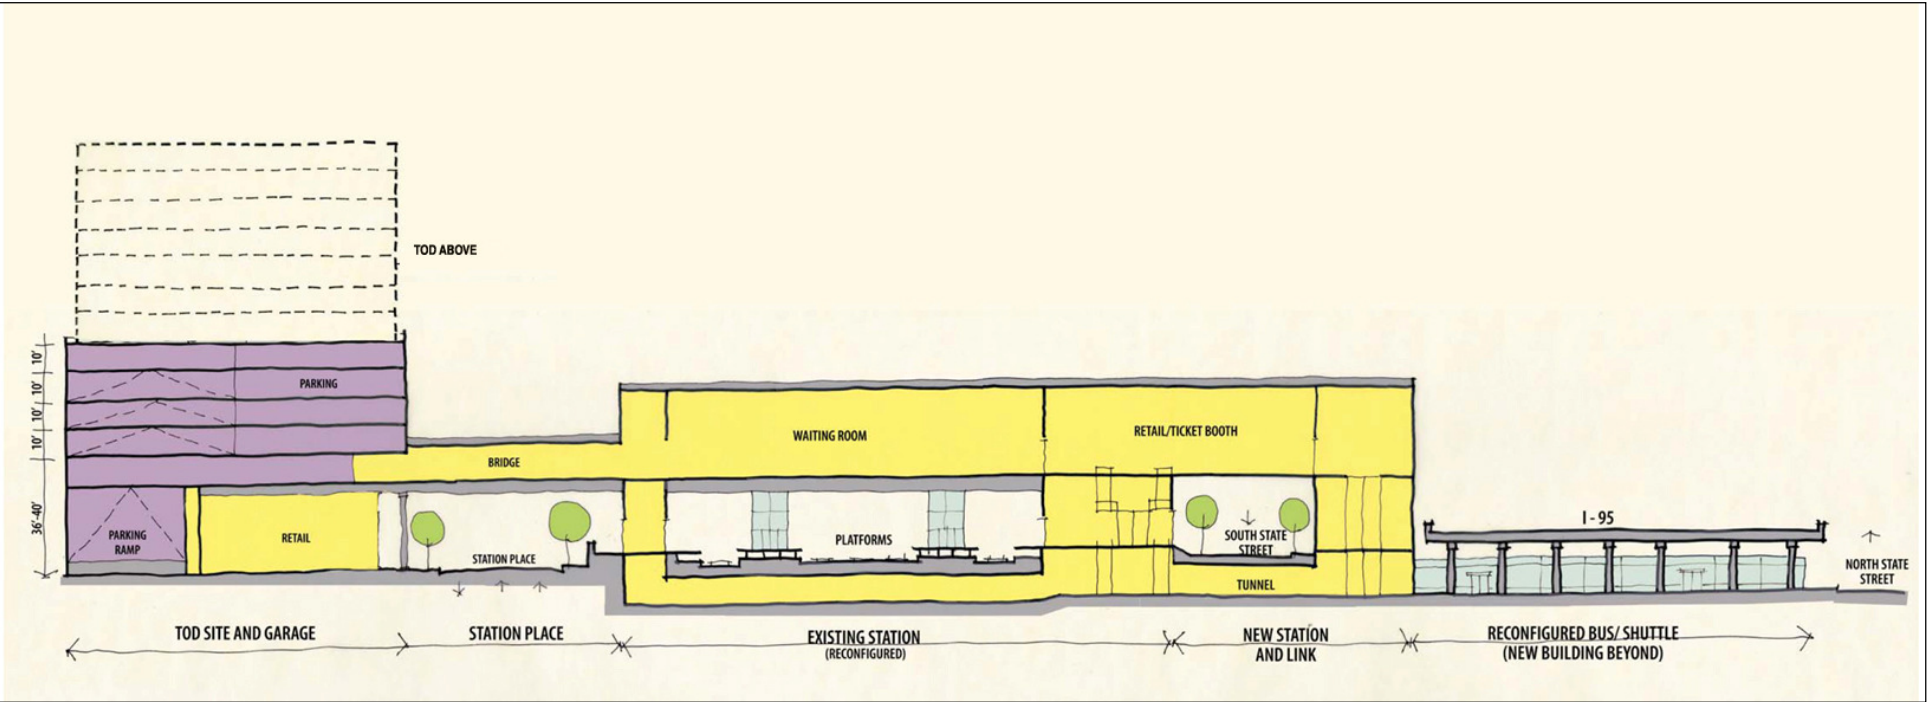 TOD ABOVE
10'
10'
10'
10'
36'-40'
PARKING
PARKING
RAMP
RETAIL
BRIDGE
STATION PLACE
WAITING ROOM
RETAIL/TICKET BOOTH
PLATFORMS
SOUTH STATE
STREET
TUNNEL
I - 95
NORTH STATE
STREET
TOD SITE AND GARAGE
STATION PLACE
EXISTING STATION
(RECONFIGURED)
NEW STATION
AND LINK
RECONFIGURED BUS/ SHUTTLE
(NEW BUILDING BEYOND)